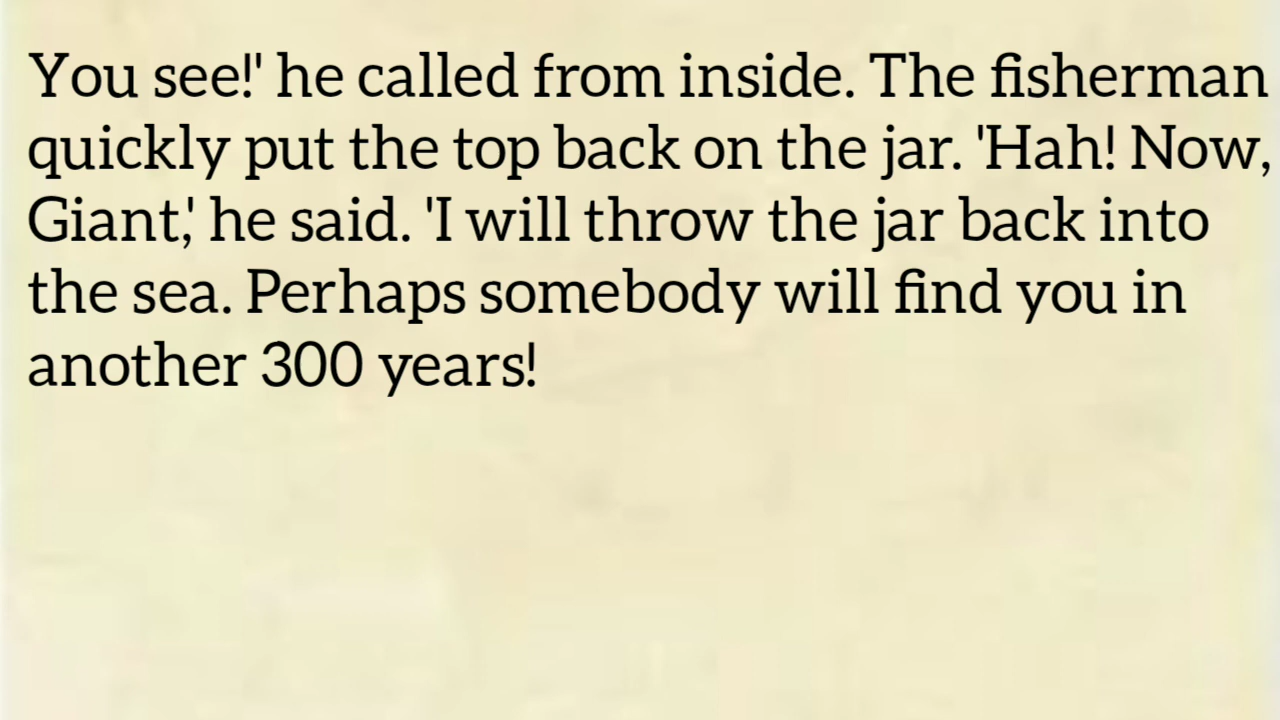 You see!' he called from inside. The fisherman
quickly put the top back on the jar. 'Hah! Now,
Giant,' he said. 'I will throw the jar back into
the sea. Perhaps somebody will find you in
another 300 years!